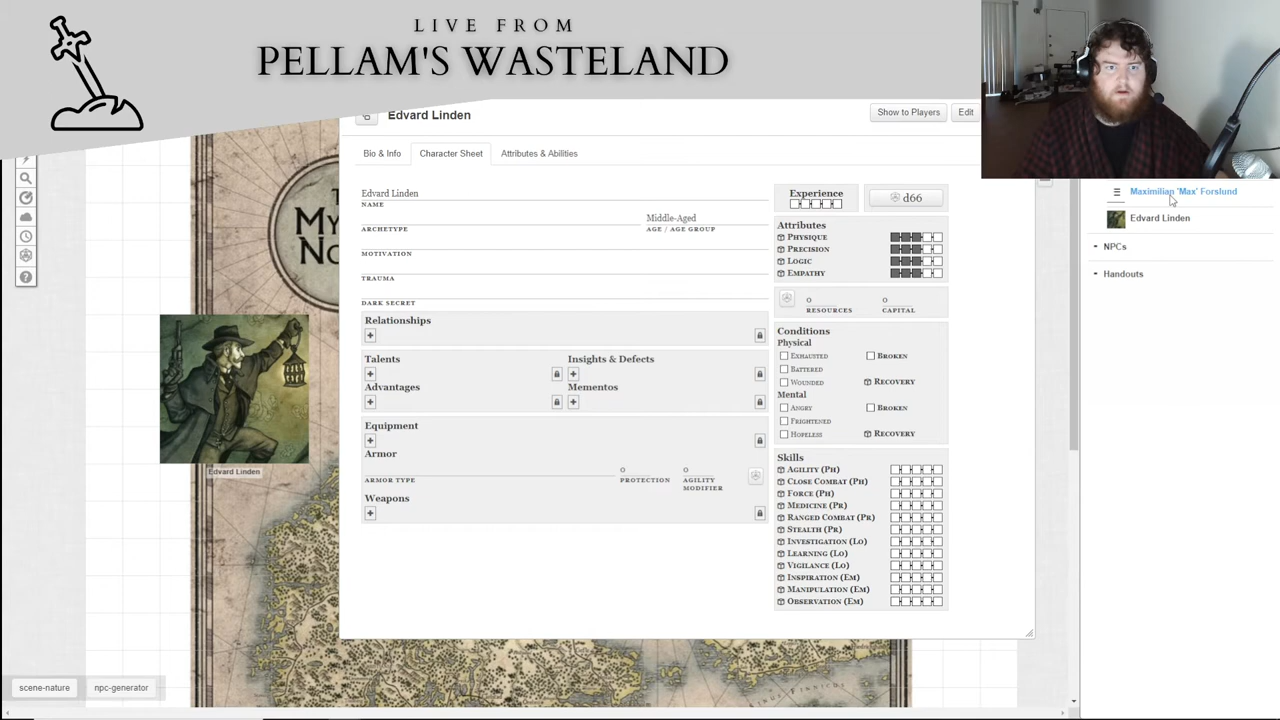 LIVE FROM
PELLAM'S WASTELAND
Edvard Linden
Show to Players
Edit
Bio & Info
Character Sheet
Attributes & Abilities
Maximilian 'Max' Forslund
Edvard Linden
NPCs
Handouts
Edvard Linden
NAME
Middle-Aged
ARCHETYPE
AGE / AGE GROUP
MOTIVATION
TRAUMA
DARK SECRET
Relationships
+
Talents
Insights & Defects
+ +
Advantages
Mementos
+ +
Equipment
+
Armor
0 0
ARMOR TYPE
PROTECTION
AGILITY
MODIFIER
Weapons
+
Experience
d66
Attributes
PHYSIQUE
PRECISION
LOGIC
EMPATHY
0 0
RESOURCES
CAPITAL
Conditions
Physical
EXHAUSTED
BROKEN
BATTERED
WOUNDED
RECOVERY
Mental
ANGRY
BROKEN
FRIGHTENED
HOPELESS
RECOVERY
Skills
AGILITY (PH)
CLOSE COMBAT (PH)
FORCE (PH)
MEDICINE (PR)
RANGED COMBAT (PR)
STEALTH (PR)
INVESTIGATION (LO)
LEARNING (LO)
VIGILANCE (LO)
INSPIRATION (EM)
MANIPULATION (EM)
OBSERVATION (EM)
Edvard Linden
scene-nature
npc-generator